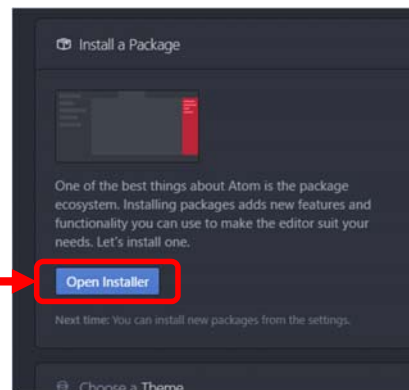 Install a Package
One of the best things about Atom is the package
ecosystem. Installing packages adds new features and
functionality you can use to make the editor suit your
needs. Let's install one.
Open Installer
Next time: You can install new packages from the settings.
Choose a Theme